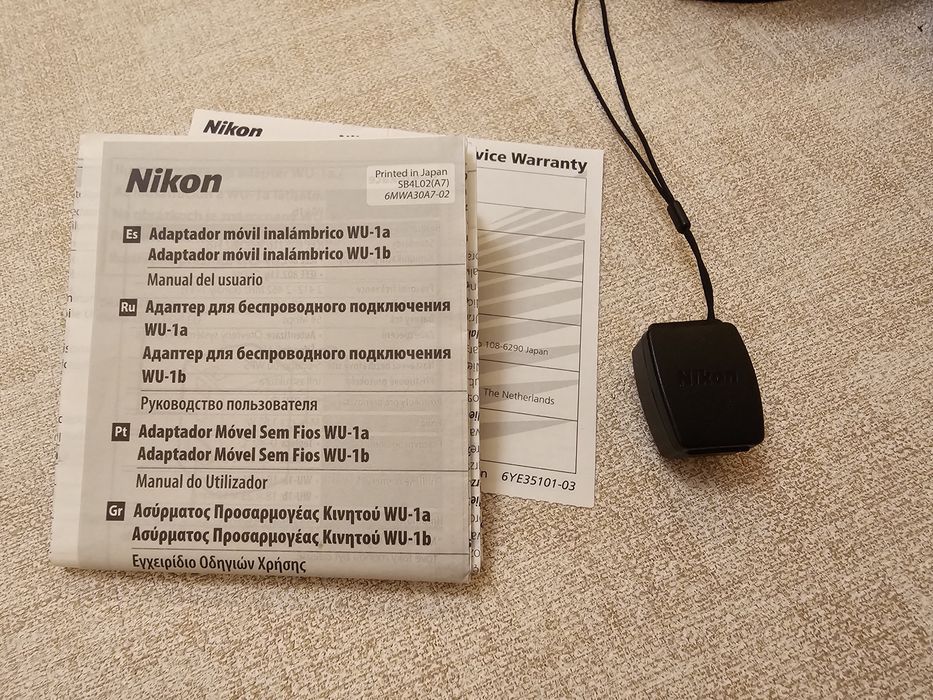 Nikon
vice Warranty
Nikon
Printed in Japan
SB4L02(A7)
6MWA30A7-02
Es Adaptador móvil inalámbrico WU-1a
Adaptador móvil inalámbrico WU-1b
Manual del usuario
Ru Адаптер для беспроводного подключения
WU-1a
Адаптер для беспроводного подключения
WU-1b
Руководство пользователя
Pt Adaptador Móvel Sem Fios WU-1a
Adaptador Móvel Sem Fios WU-1b
Manual do Utilizador
Gr Ασύρματος Προσαρμογέας Κινητού WU-1a
Ασύρματος Προσαρμογέας Κινητού WU-1b
Εγχειρίδιο Οδηγιών Χρήσης
108-6290 Japan
The Netherlands
6YE35101-03
Nikon